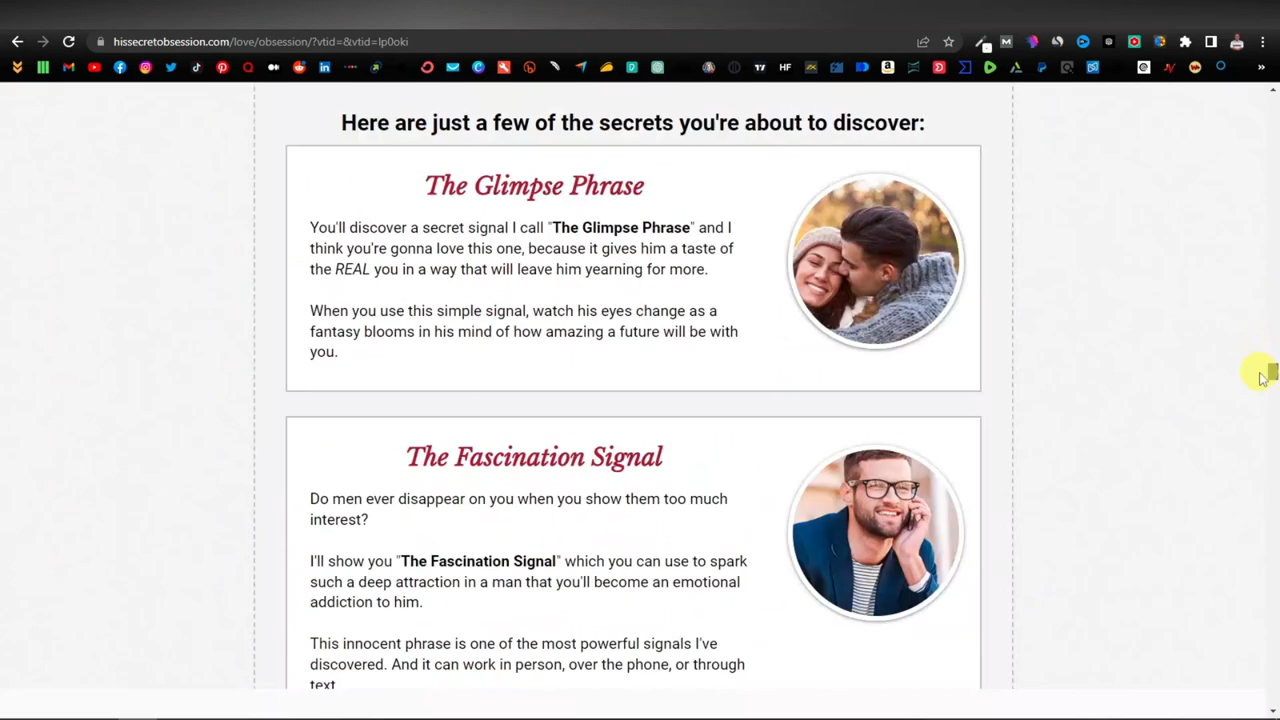 hissecretobsession.com/love/obsession/?vtid=&vtid=lp0oki
Here are just a few of the secrets you're about to discover:
The Glimpse Phrase
You'll discover a secret signal I call "The Glimpse Phrase" and I
think you're gonna love this one, because it gives him a taste of
the REAL you in a way that will leave him yearning for more.
When you use this simple signal, watch his eyes change as a
fantasy blooms in his mind of how amazing a future will be with
you.
The Fascination Signal
Do men ever disappear on you when you show them too much
interest?
I'll show you "The Fascination Signal" which you can use to spark
such a deep attraction in a man that you'll become an emotional
addiction to him.
This innocent phrase is one of the most powerful signals I've
discovered. And it can work in person, over the phone, or through
text.